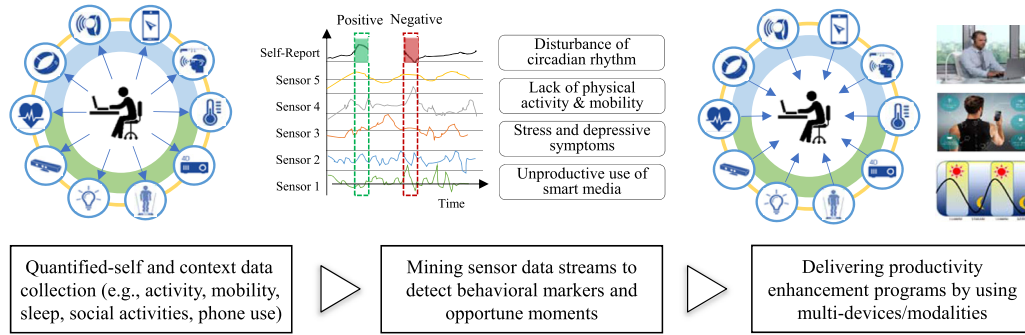 Positive Negative
Self-Report
Sensor 5
Sensor 4
Sensor 3
Sensor 2
Sensor 1
Time
Disturbance of
circadian rhythm
Lack of physical
activity & mobility
Stress and depressive
symptoms
Unproductive use of
smart media
4D
4D
Quantified-self and context data
collection (e.g., activity, mobility,
sleep, social activities, phone use)
Mining sensor data streams to
detect behavioral markers and
opportune moments
Delivering productivity
enhancement programs by using
multi-devices/modalities